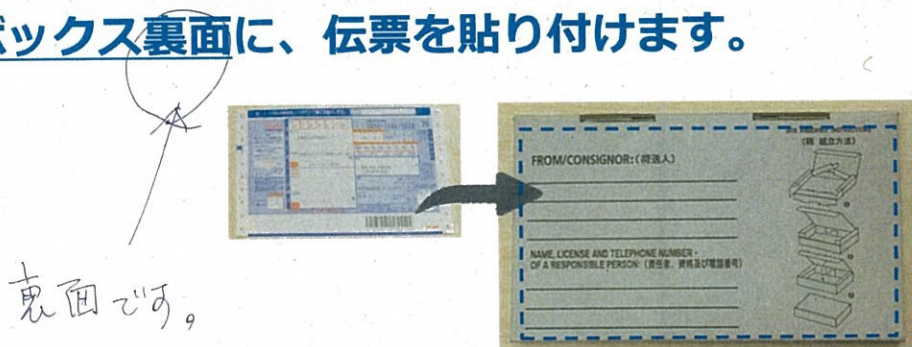 ボックス裏面に、伝票を貼り付けます。
(箱 組立方法)
FROM/CONSIGNOR:(荷送人)
NAME, LICENSE AND TELEPHONE NUMBER -
OF A RESPONSIBLE PERSON: (責任者、資格及び電話番号)
裏面です。